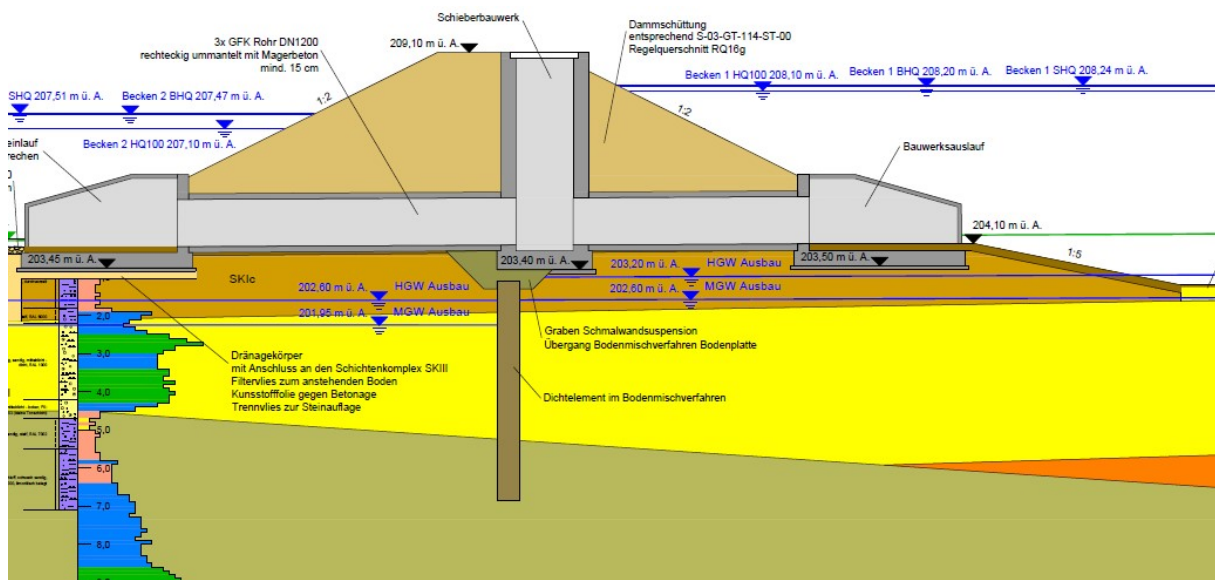 Schieberbauwerk
3x GFK Rohr DN1200
rechteckig ummantelt mit Magerbeton
mind. 15 cm
209,10 m ü. A.
Dammschüttung
entsprechend S-03-GT-114-ST-00
Regelquerschnitt RQ16g
SHQ 207,51 m ü. A.
Becken 2 BHQ 207,47 m ü. A.
1:2
Becken 1 HQ100 208,10 m ü. A.
Becken 1 BHQ 208,20 m ü. A.
Becken 1 SHQ 208,24 m ü. A.
1:2
Becken 2 HQ100 207,10 m ü. A.
einlauf
rechen
Bauwerksauslauf
204,10 m ü. A.
203,45 m ü. A.
SKIc
203,40 m ü. A.
203,20 m ü. A.
HGW Ausbau
203,50 m ü. A.
1:5
202,60 m ü. A.
HGW Ausbau
202,60 m ü. A.
MGW Ausbau
201,95 m ü. A.
MGW Ausbau
2,0
3,0
4,0
5,0
6,0
7,0
8,0
Graben Schmalwandsuspension
Übergang Bodenmischverfahren Bodenplatte
Dränagekörper
mit Anschluss an den Schichtenkomplex SKIII
Filtervlies zum anstehenden Boden
Kunsstofffolie gegen Betonage
Trennvlies zur Steinauflage
Dichtelement im Bodenmischverfahren